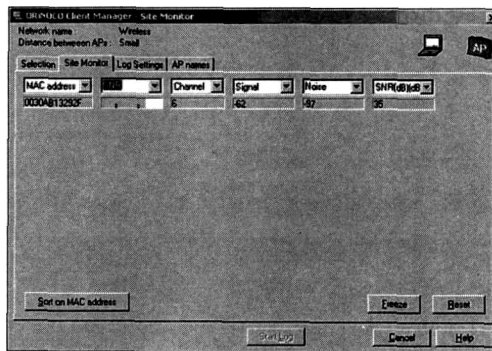 ORiNOCO Client Manager - Site Monitor
Network name : Wireless
Distance between APs : Small
AP
Selection Site Monitor Log Settings AP names
MAC address Channel Signal Noise SNR[dB]dB
0030AB13292F 6 -62 -97 35
Sort on MAC address Freeze Reset
Start Log Cancel Help